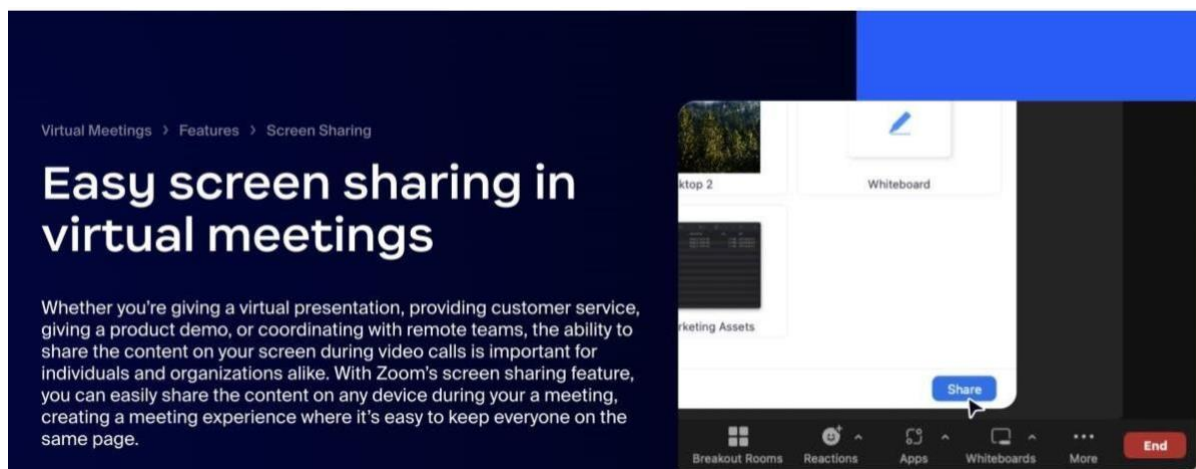 Virtual Meetings > Features > Screen Sharing
Easy screen sharing in
virtual meetings
Whether you’re giving a virtual presentation, providing customer service,
giving a product demo, or coordinating with remote teams, the ability to
share the content on your screen during video calls is important for
individuals and organizations alike. With Zoom’s screen sharing feature,
you can easily share the content on any device during your a meeting,
creating a meeting experience where it’s easy to keep everyone on the
same page.
ktop 2
Whiteboard
rketing Assets
Share
Breakout Rooms
Reactions
Apps
Whiteboards
More
End